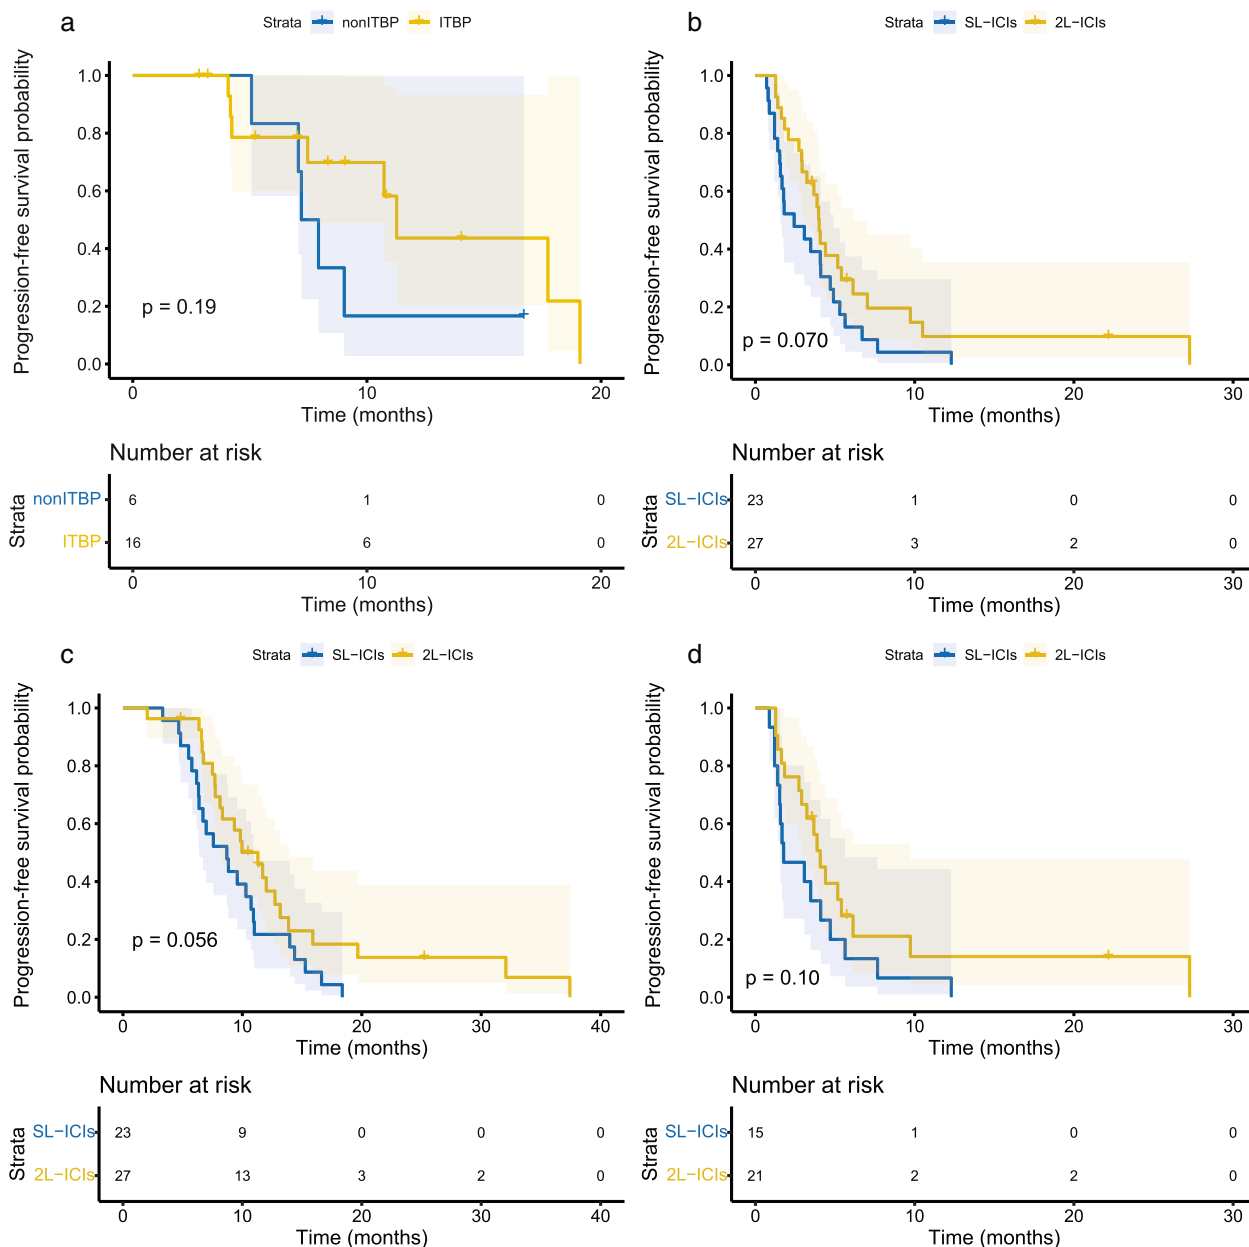 a
Strata nonITBP ITBP
Progression-free survival probability
1.0
0.8
0.6
0.4
0.2
0.0
p = 0.19
0 10 20
Time (months)
Number at risk
Strata
nonITBP 6 1 0
ITBP 16 6 0
0 10 20
Time (months)
b
Strata SL−ICIs 2L−ICIs
Progression-free survival probability
1.0
0.8
0.6
0.4
0.2
0.0
p = 0.070
0 10 20 30
Time (months)
Number at risk
Strata
SL−ICIs 23 1 0 0
2L−ICIs 27 3 2 0
0 10 20 30
Time (months)
c
Strata SL−ICIs 2L−ICIs
Progression-free survival probability
1.0
0.8
0.6
0.4
0.2
0.0
p = 0.056
0 10 20 30 40
Time (months)
Number at risk
Strata
SL−ICIs 23 9 0 0 0
2L−ICIs 27 13 3 2 0
0 10 20 30 40
Time (months)
d
Strata SL−ICIs 2L−ICIs
Progression-free survival probability
1.0
0.8
0.6
0.4
0.2
0.0
p = 0.10
0 10 20 30
Time (months)
Number at risk
Strata
SL−ICIs 15 1 0 0
2L−ICIs 21 2 2 0
0 10 20 30
Time (months)